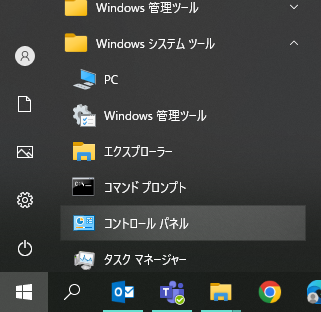 Windows 管理ツール
Windows システム ツール
PC
Windows 管理ツール
エクスプローラー
コマンド プロンプト
コントロール パネル
タスク マネージャー